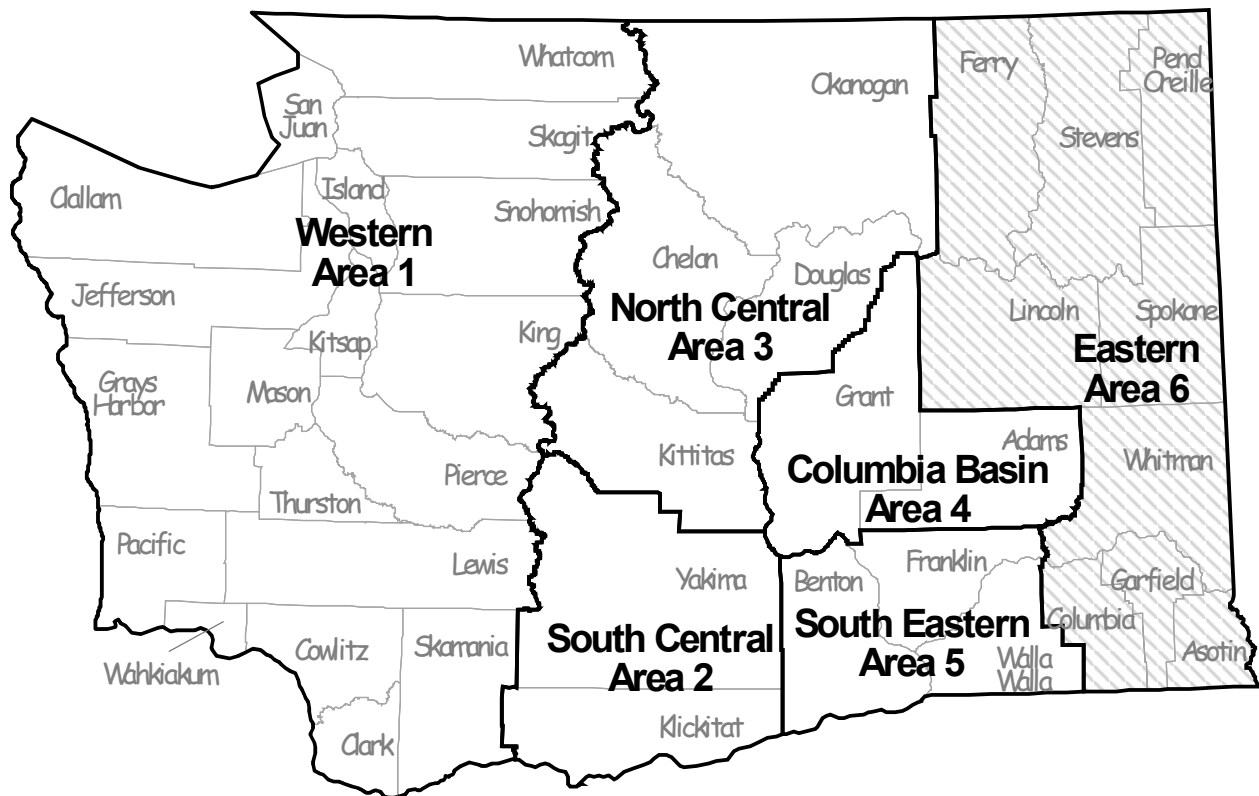 Whatcom
Okanogan
Ferry
Pend
Oreille
San
Juan
Skagit
Stevens
Clallam
Island
Snohomish
Western
Area 1
Chelan
Douglas
Jefferson
North Central
Area 3
Lincoln
Spokane
Kitsap
King
Eastern
Area 6
Grays
Harbor
Mason
Grant
Adams
Kittitas
Whitman
Pierce
Columbia Basin
Area 4
Thurston
Pacific
Lewis
Yakima
Benton
Franklin
Garfield
Columbia
South Central
Area 2
South Eastern
Area 5
Cowlitz
Skamania
Walla
Walla
Asotin
Wahkiakum
Klickitat
Clark